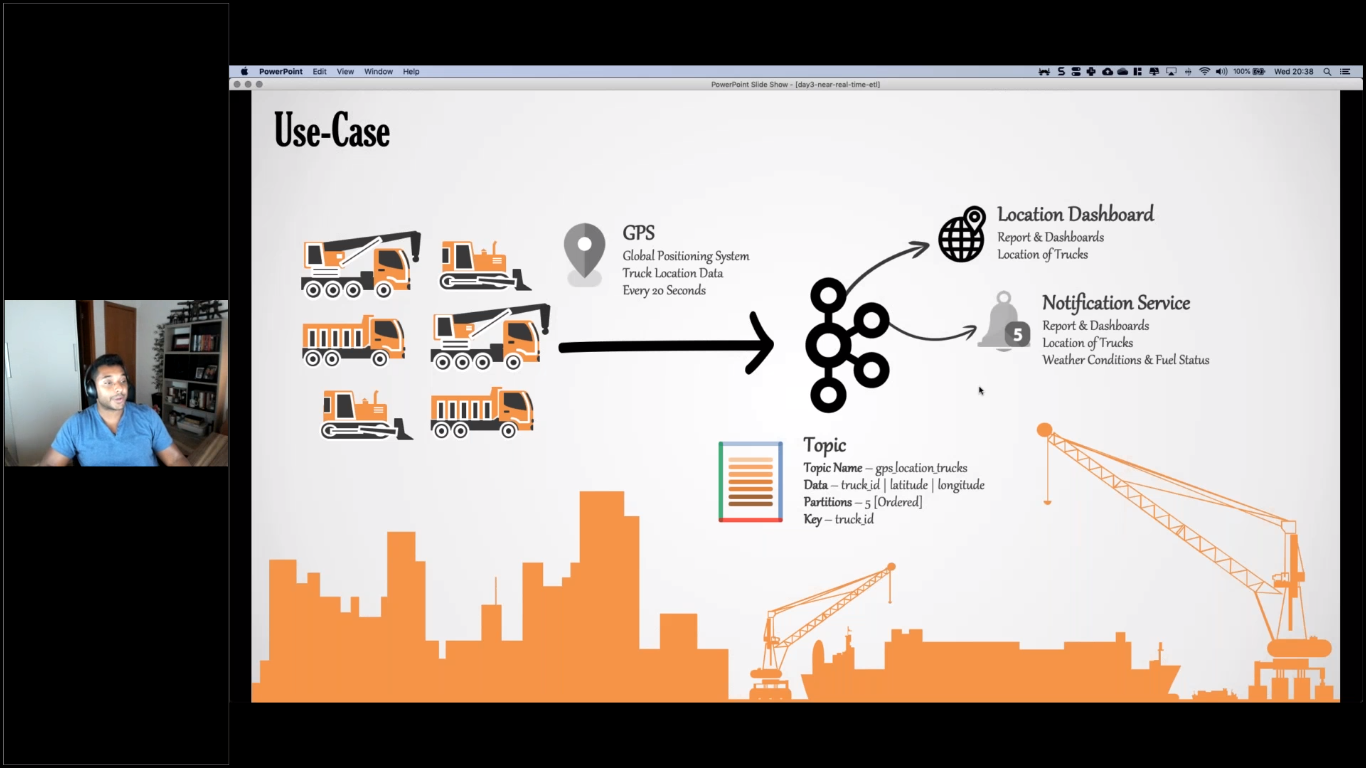 PowerPoint Edit View Window Help
100% Wed 20:38
PowerPoint Slide Show - [day3-near-real-time-etl]
Use-Case
GPS
Global Positioning System
Truck Location Data
Every 20 Seconds
Location Dashboard
Report & Dashboards
Location of Trucks
Notification Service
5
Report & Dashboards
Location of Trucks
Weather Conditions & Fuel Status
Topic
Topic Name – gps_location_trucks
Data – truck_id | latitude | longitude
Partitions – 5 [Ordered]
Key – truck_id